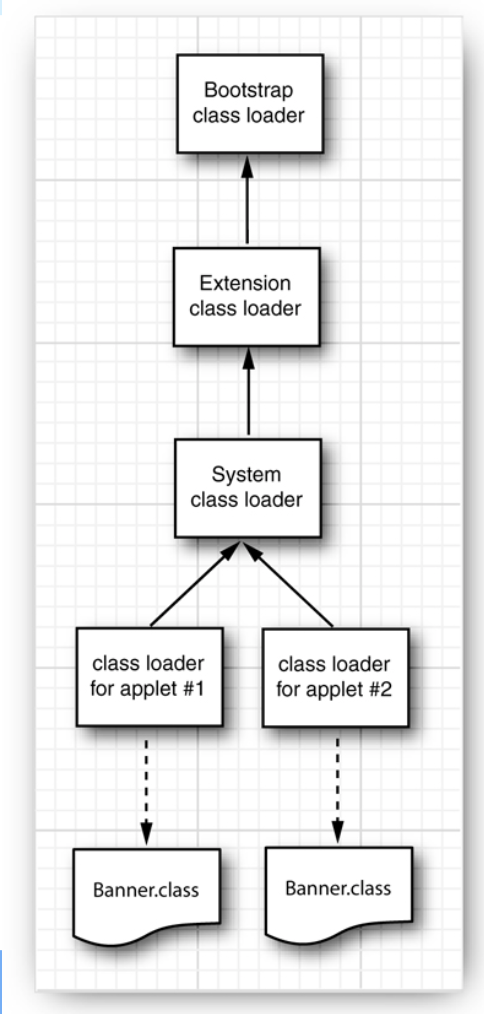 Bootstrap
class loader
Extension
class loader
System
class loader
class loader
for applet #1
class loader
for applet #2
Banner.class
Banner.class